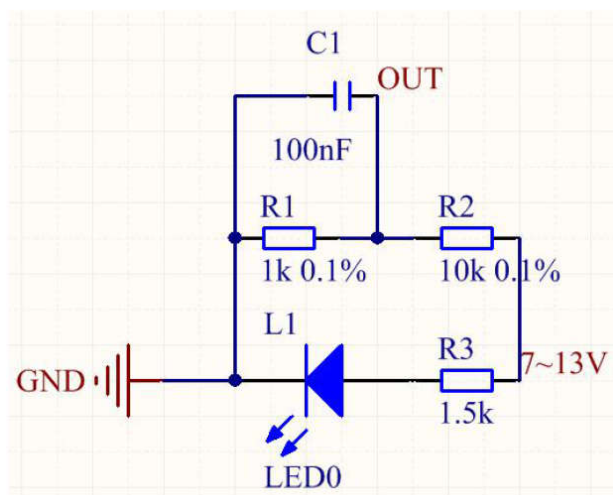 C1
OUT
100nF
R1
R2
1k 0.1%
10k 0.1%
L1
R3
7~13V
GND
1.5k
LED0